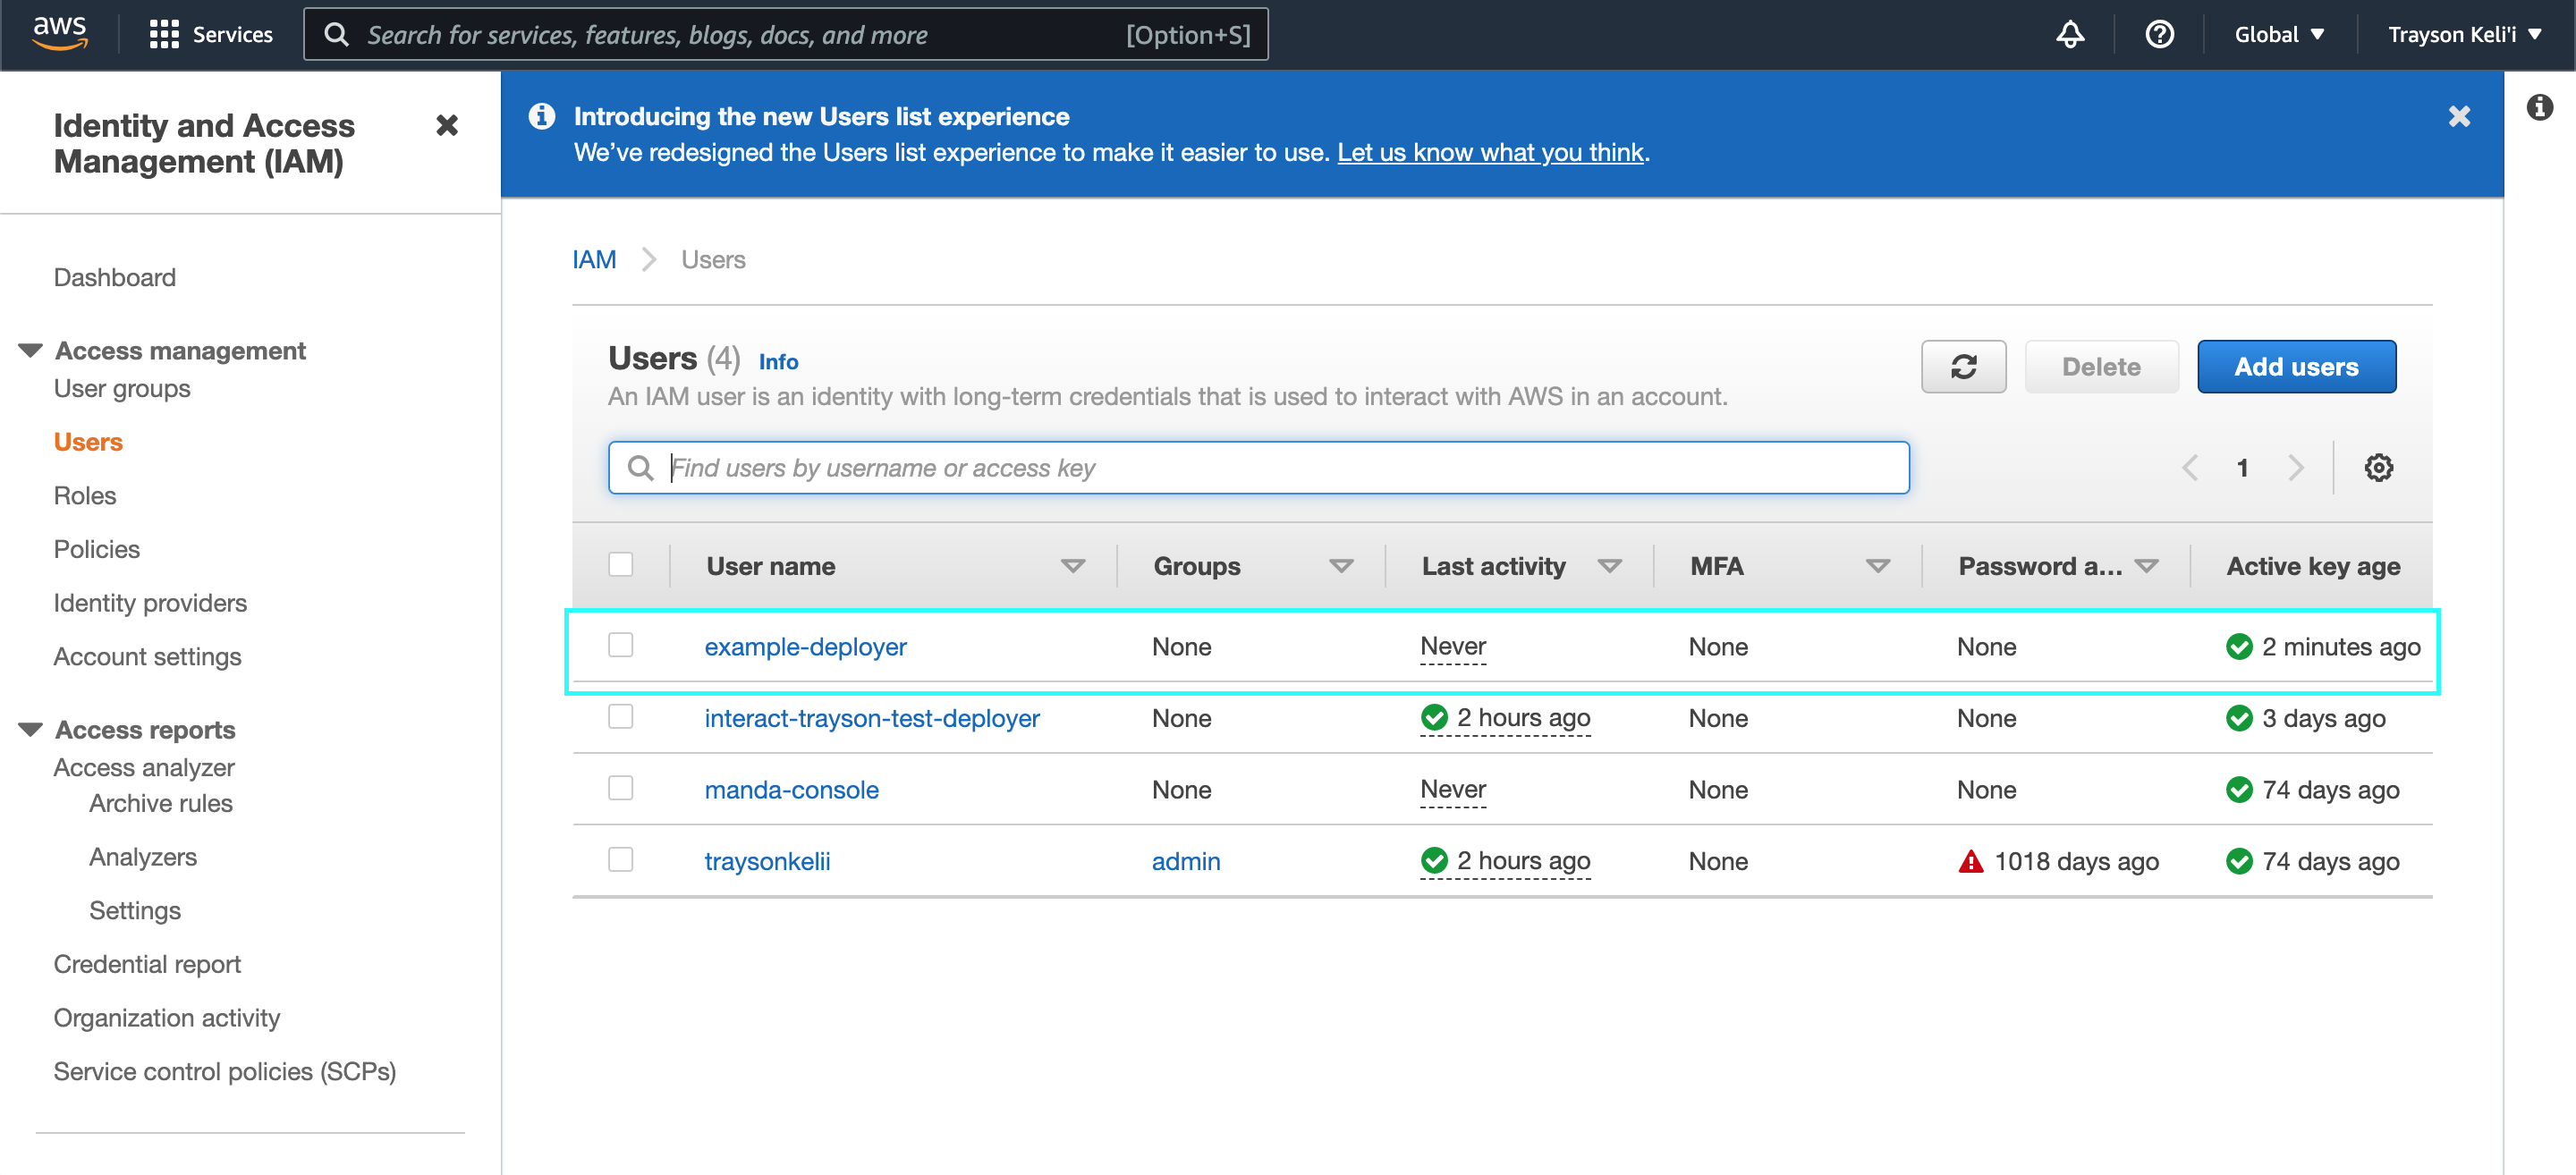 aws
Services
Search for services, features, blogs, docs, and more
[Option+S]
Global
Trayson Keli'i
Identity and Access
Management (IAM)
Dashboard
Access management
User groups
Users
Roles
Policies
Identity providers
Account settings
Access reports
Access analyzer
Archive rules
Analyzers
Settings
Credential report
Organization activity
Service control policies (SCPs)
Introducing the new Users list experience
We’ve redesigned the Users list experience to make it easier to use. Let us know what you think.
IAM Users
Users (4) Info
An IAM user is an identity with long-term credentials that is used to interact with AWS in an account.
Delete
Add users
Find users by username or access key
1
User name Groups Last activity MFA Password a... Active key age
example-deployer None Never None None 2 minutes ago
interact-trayson-test-deployer None 2 hours ago None None 3 days ago
manda-console None Never None None 74 days ago
traysonkelii admin 2 hours ago None 1018 days ago 74 days ago